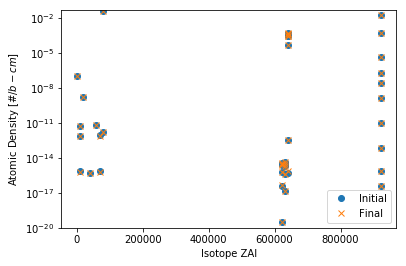 10^-2
10^-5
10^-8
10^-11
10^-14
10^-17
10^-20
Atomic Density [#/b − cm]
Initial
Final
0 200000 400000 600000 800000
Isotope ZAI